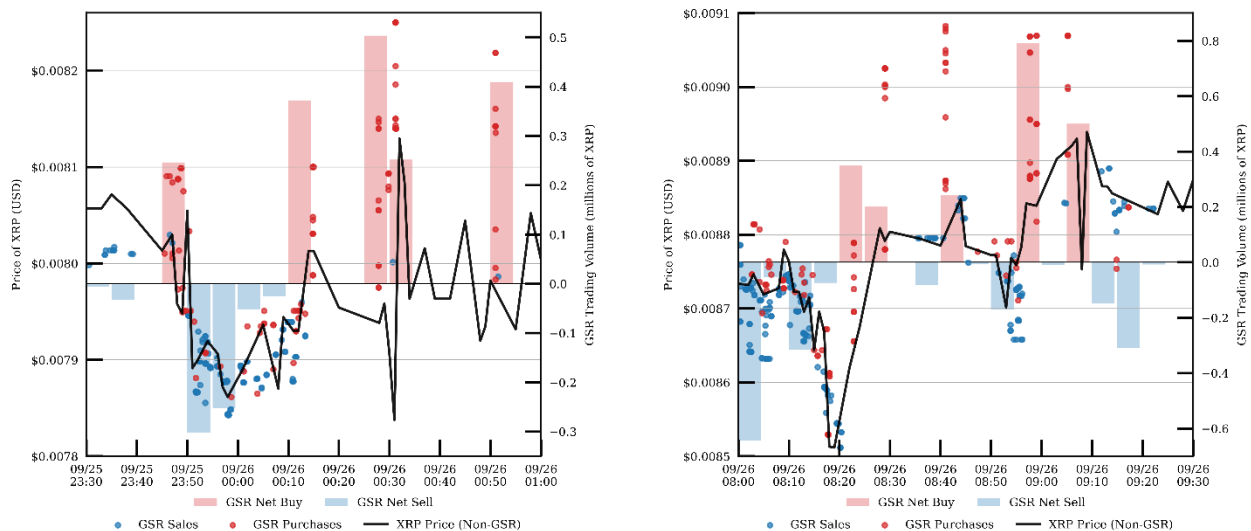 $0.0082
$0.0081
$0.0080
$0.0079
$0.0078
Price of XRP (USD)
0.5
0.4
0.3
0.2
0.1
0.0
−0.1
−0.2
−0.3
GSR Trading Volume (millions of XRP)
09/25 09/25 09/25 09/26 09/26 09/26 09/26 09/26 09/26 09/26
23:30 23:40 23:50 00:00 00:10 00:20 00:30 00:40 00:50 01:00
GSR Net Buy GSR Net Sell
GSR Sales GSR Purchases XRP Price (Non-GSR)
$0.0091
$0.0090
$0.0089
$0.0088
$0.0087
$0.0086
$0.0085
Price of XRP (USD)
0.8
0.6
0.4
0.2
0.0
−0.2
−0.4
−0.6
GSR Trading Volume (millions of XRP)
09/26 09/26 09/26 09/26 09/26 09/26 09/26 09/26 09/26 09/26
08:00 08:10 08:20 08:30 08:40 08:50 09:00 09:10 09:20 09:30
GSR Net Buy GSR Net Sell
GSR Sales GSR Purchases XRP Price (Non-GSR)